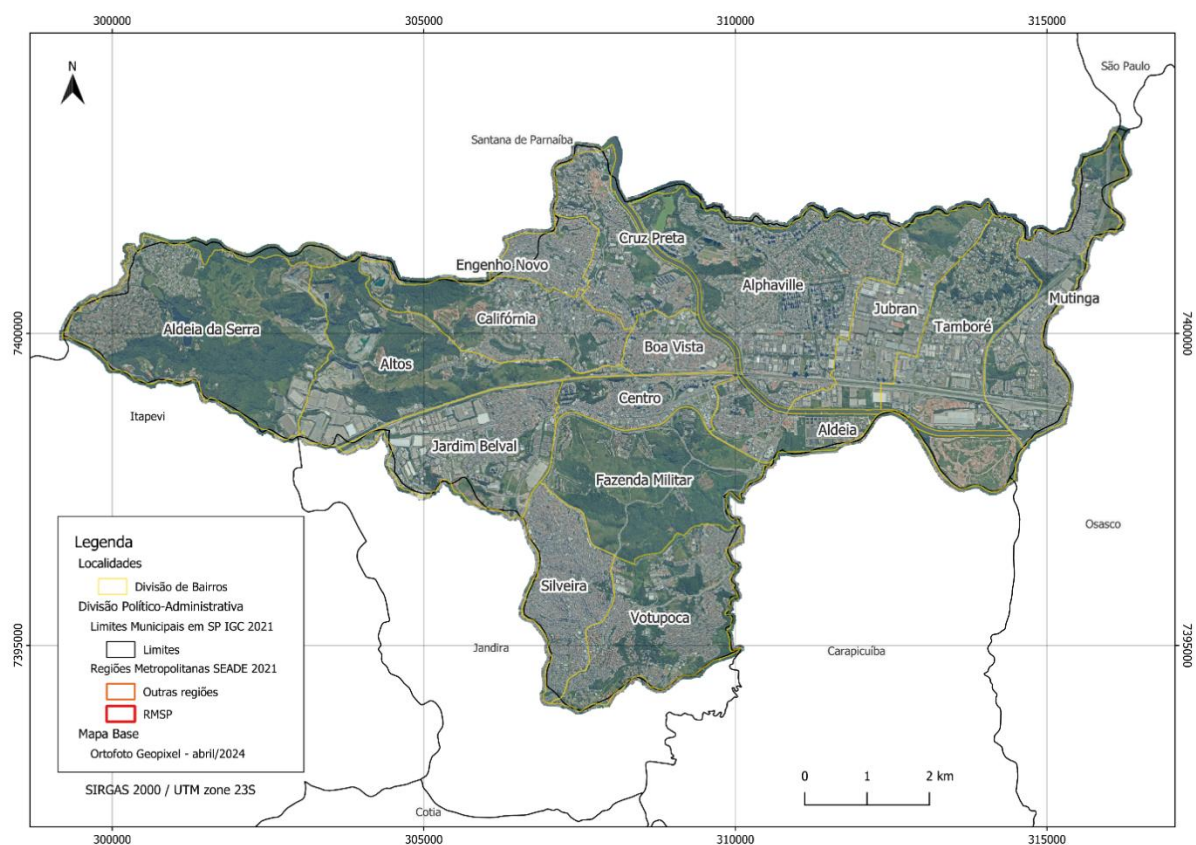 300000 305000 310000 315000
São Paulo
N
Santana de Parnaíba
Cruz Preta
Engenho Novo
Alphaville
Mutinga
Jubran
Califórnia
Tamboré
Aldeia da Serra
7400000 7400000
Boa Vista
Altos
Centro
Itapevi
Aldeia
Jardim Belval
Fazenda Militar
Osasco
Legenda
Localidades
Divisão de Bairros
Divisão Político-Administrativa
Limites Municipais em SP IGC 2021
Limites
Regiões Metropolitanas SEADE 2021
Outras regiões
RMSP
Mapa Base
Ortofoto Geopixel - abril/2024
Silveira
Votupoca
7395000 7395000
Jandira
Carapicuíba
SIRGAS 2000 / UTM zone 23S
0 1 2 km
Cotia
300000 305000 310000 315000